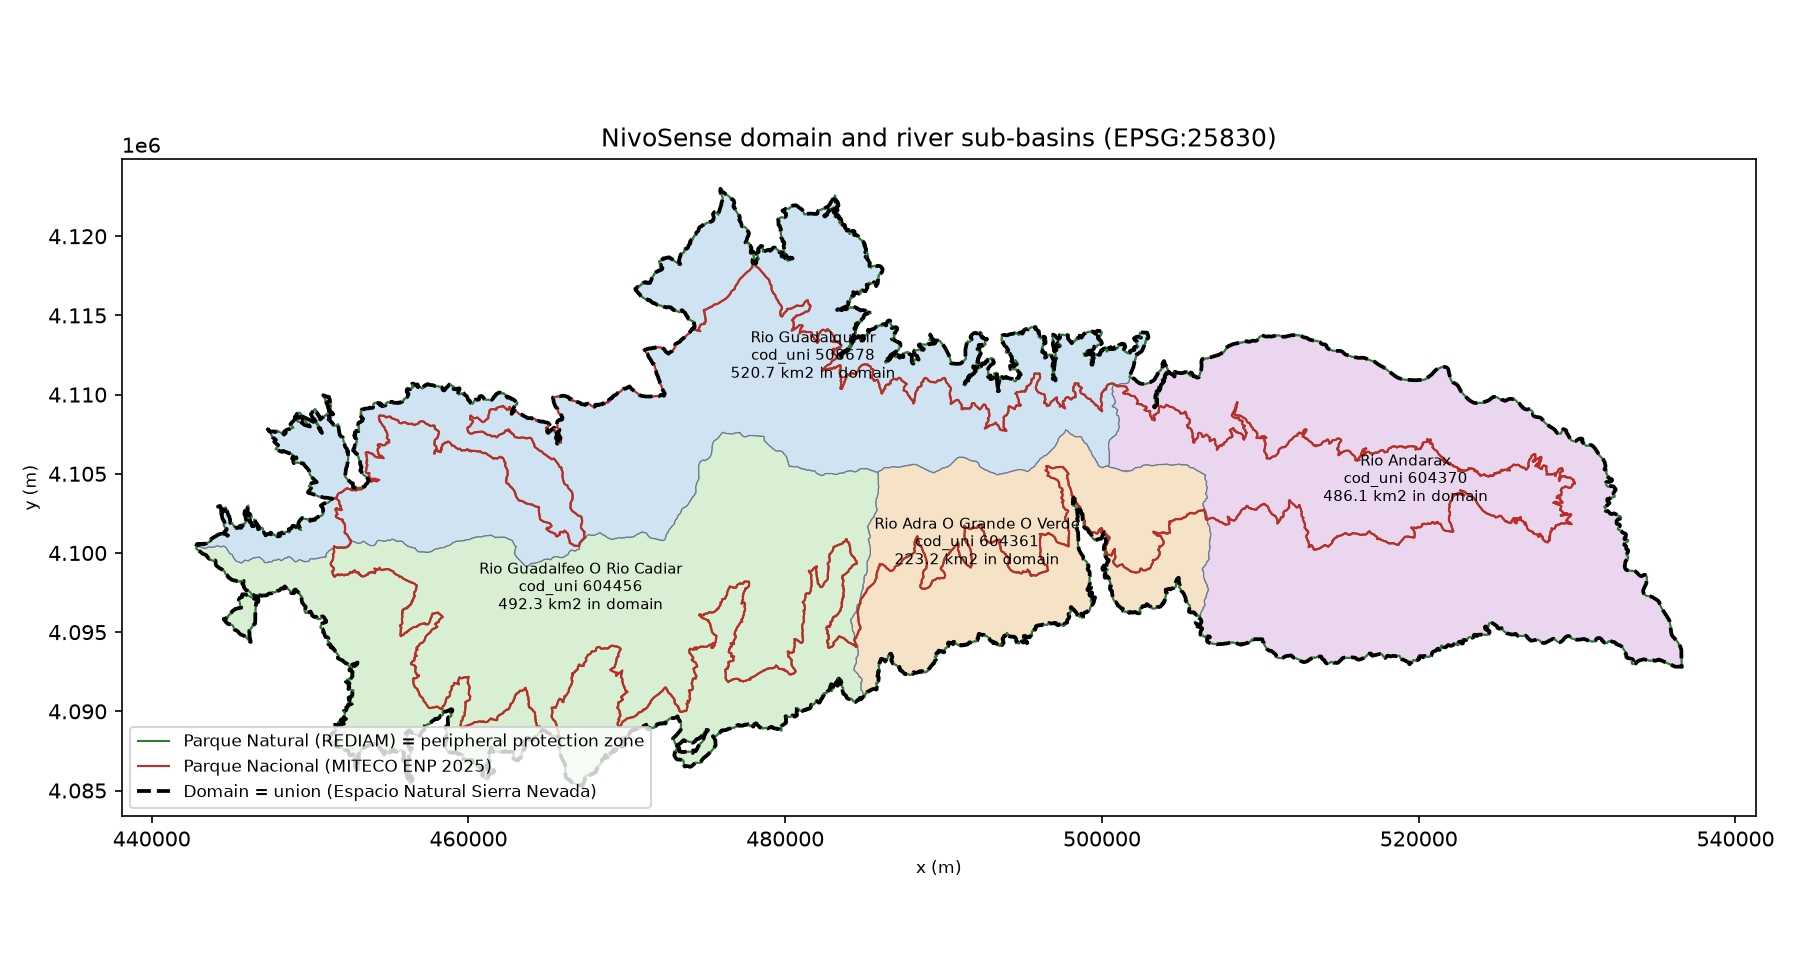 NivoSense domain and river sub-basins (EPSG:25830)
1e6
4.120
4.115
4.110
4.105
4.100
4.095
4.090
4.085
y (m)
Rio Guadalquivir
cod_uni 508678
520.7 km2 in domain
Rio Andarax
cod_uni 604370
486.1 km2 in domain
Rio Adra O Grande O Verde
cod_uni 604361
223.2 km2 in domain
Rio Guadalfeo O Rio Cadiar
cod_uni 604456
492.3 km2 in domain
Parque Natural (REDIAM) = peripheral protection zone
Parque Nacional (MITECO ENP 2025)
Domain = union (Espacio Natural Sierra Nevada)
440000
460000
480000
500000
520000
540000
x (m)